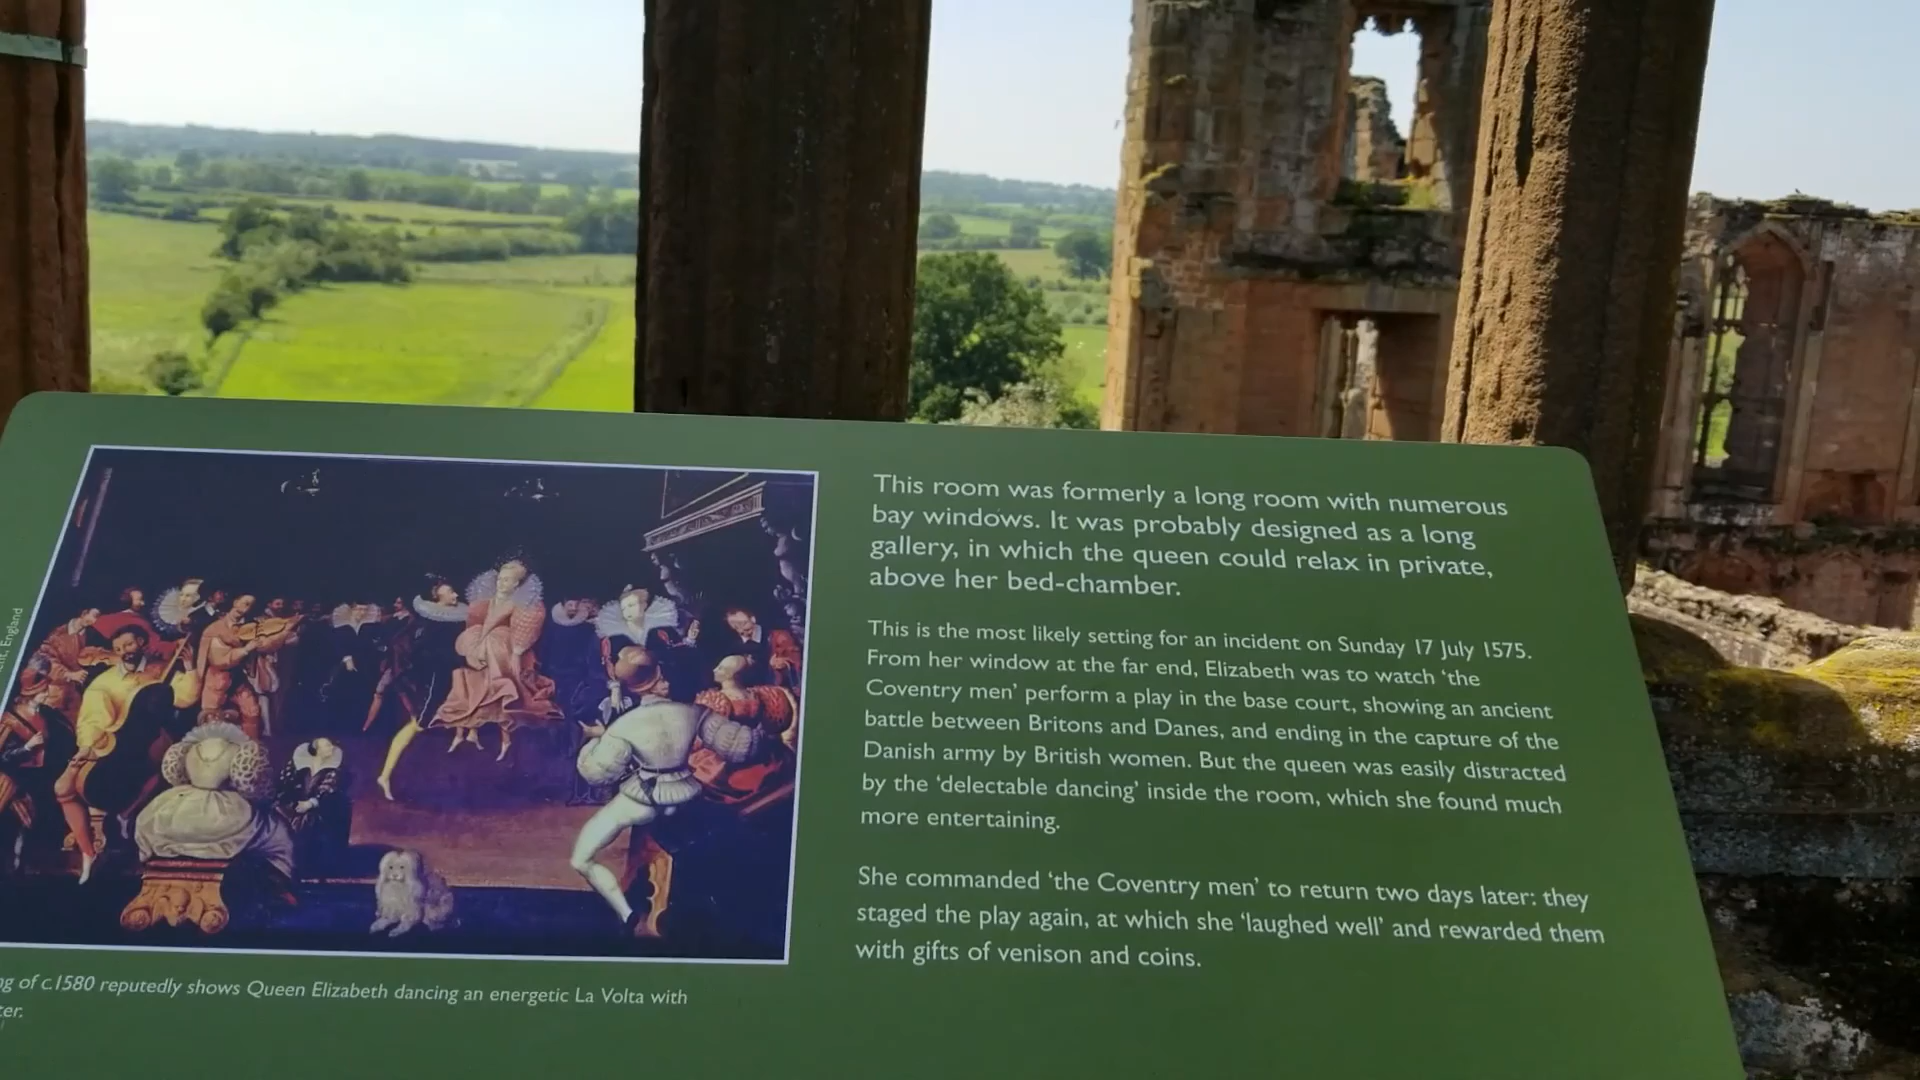 This room was formerly a long room with numerous
bay windows. It was probably designed as a long
gallery, in which the queen could relax in private,
above her bed-chamber.
This is the most likely setting for an incident on Sunday 17 July 1575.
From her window at the far end, Elizabeth was to watch ‘the
Coventry men’ perform a play in the base court, showing an ancient
battle between Britons and Danes, and ending in the capture of the
Danish army by British women. But the queen was easily distracted
by the ‘delectable dancing’ inside the room, which she found much
more entertaining.
She commanded ‘the Coventry men’ to return two days later: they
staged the play again, at which she ‘laughed well’ and rewarded them
with gifts of venison and coins.
of c.1580 reputedly shows Queen Elizabeth dancing an energetic La Volta with
England